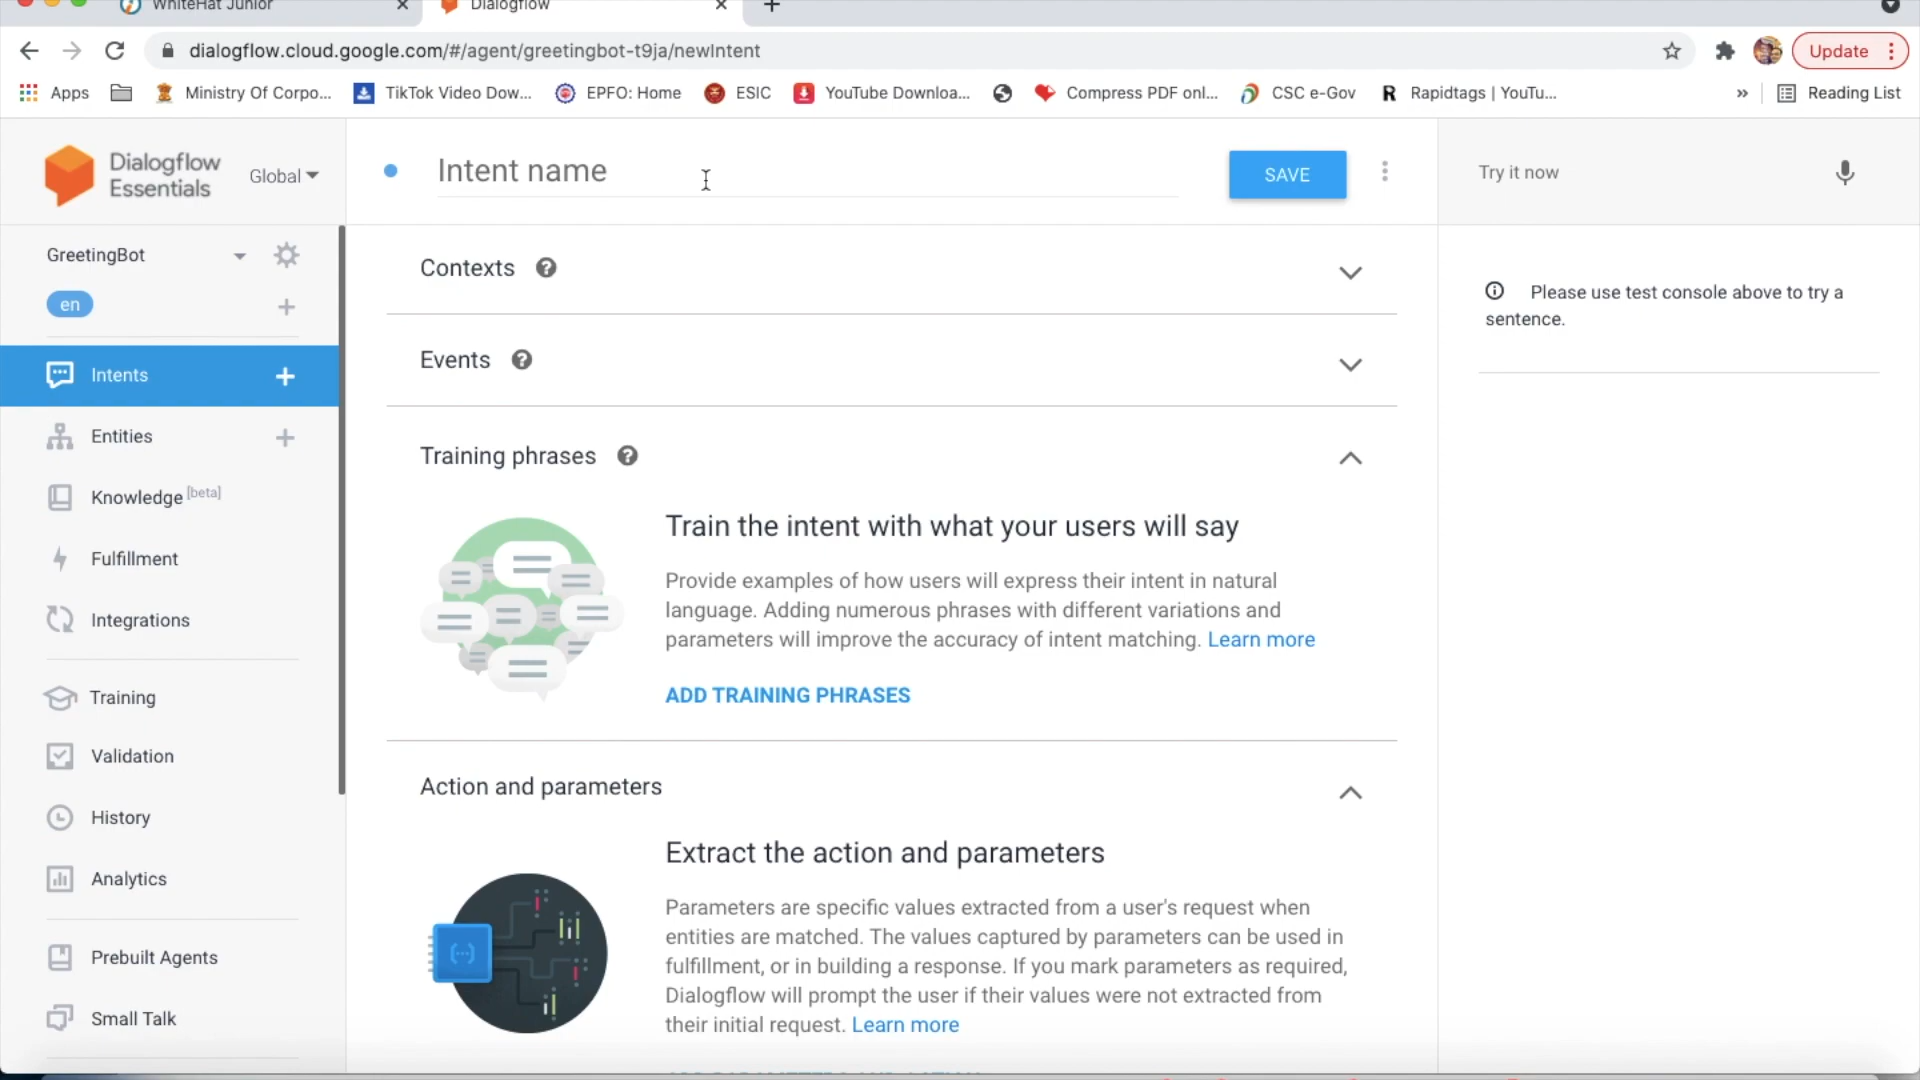 WhiteHat Junior
Dialogflow
dialogflow.cloud.google.com/#/agent/greetingbot-t9ja/newIntent
Update
Apps
Ministry Of Corpo...
TikTok Video Dow...
EPFO: Home
ESIC
YouTube Downloa...
Compress PDF onl...
CSC e-Gov
Rapidtags | YouTu...
»
Reading List
Dialogflow
Essentials
Global
Intent name
SAVE
Try it now
GreetingBot
en
Intents
Entities
Knowledge [beta]
Fulfillment
Integrations
Training
Validation
History
Analytics
Prebuilt Agents
Small Talk
Contexts
Events
Training phrases
Train the intent with what your users will say
Provide examples of how users will express their intent in natural
language. Adding numerous phrases with different variations and
parameters will improve the accuracy of intent matching. Learn more
ADD TRAINING PHRASES
Action and parameters
Extract the action and parameters
Parameters are specific values extracted from a user's request when
entities are matched. The values captured by parameters can be used in
fulfillment, or in building a response. If you mark parameters as required,
Dialogflow will prompt the user if their values were not extracted from
their initial request. Learn more
Please use test console above to try a
sentence.